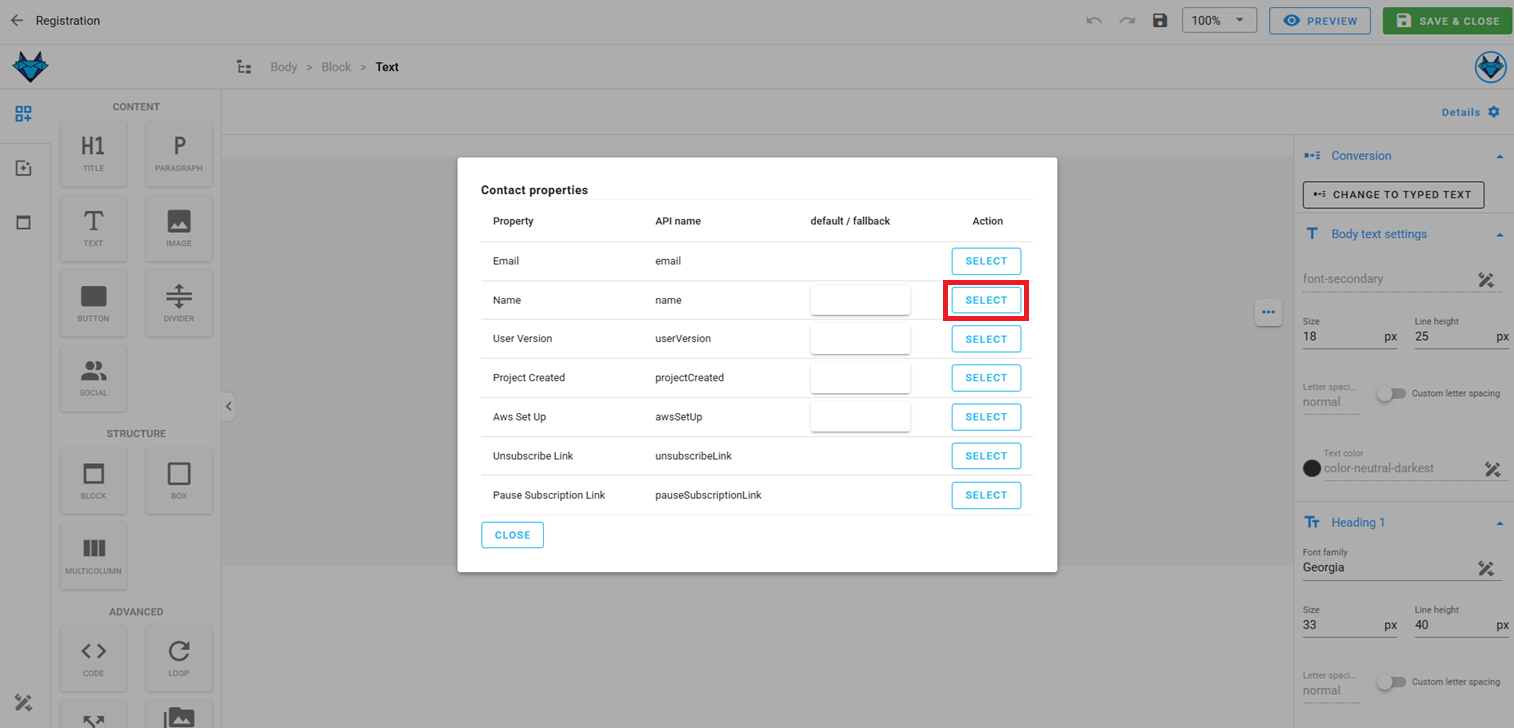 Registration
100%
PREVIEW
SAVE & CLOSE
Body > Block > Text
Details
CONTENT
H1
TITLE
P
PARAGRAPH
T
TEXT
IMAGE
BUTTON
DIVIDER
SOCIAL
STRUCTURE
BLOCK
BOX
MULTICOLUMN
ADVANCED
CODE
LOOP
Contact properties
Property API name default / fallback Action
Email email SELECT
Name name SELECT
User Version userVersion SELECT
Project Created projectCreated SELECT
Aws Set Up awsSetUp SELECT
Unsubscribe Link unsubscribeLink SELECT
Pause Subscription Link pauseSubscriptionLink SELECT
CLOSE
Conversion
CHANGE TO TYPED TEXT
T Body text settings
font-secondary
Size Line height
18 px 25 px
Letter spaci...
normal
Custom letter spacing
Text color
color-neutral-darkest
Tт Heading 1
Font family
Georgia
Size Line height
33 px 40 px
Letter spaci...
normal
Custom letter spacing